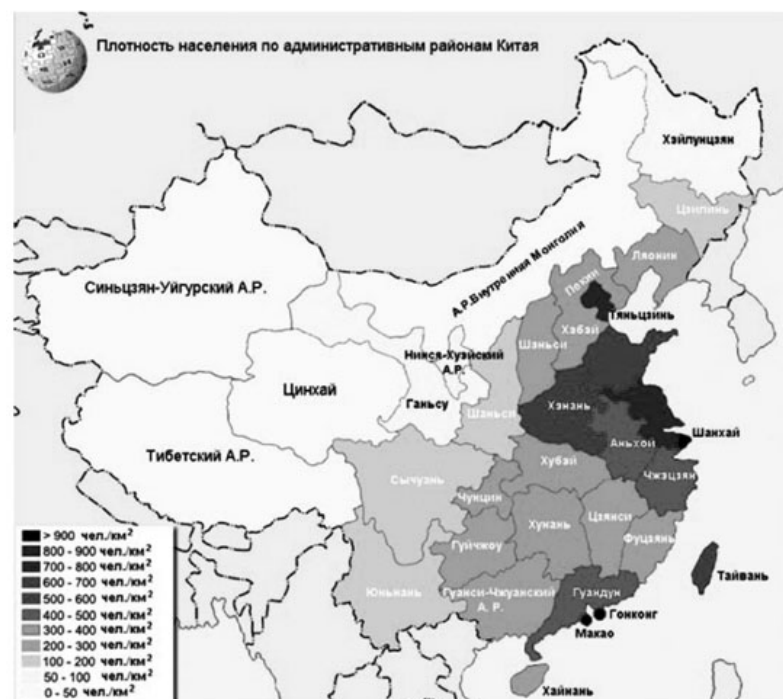 Плотность населения по административным районам Китая
Хэйлунцзян
Цзилинь
Ляонин
А.Р.Внутренняя Монголия
Пекин
Синьцзян-Уйгурский А.Р.
Тяньцзинь
Хэбэй
Шаньси
Нинся-Хуэйский
А.Р.
Цинхай
Ганьсу
Хэнань
Шаньси
Шанхай
Аньхой
Тибетский А.Р.
Хубэй
Чжэцзян
Сычуань
Чунцин
Цзянси
Хунань
Гуйчжоу
Фуцзянь
Тайвань
Юньнань
Гуанси-Чжуанский
А. Р.
Гуандун
Гонконг
Макао
Хайнань
> 900 чел./км²
800 - 900 чел./км²
700 - 800 чел./км²
600 - 700 чел./км²
500 - 600 чел./км²
400 - 500 чел./км²
300 - 400 чел./км²
200 - 300 чел./км²
100 - 200 чел./км²
50 - 100 чел./км²
0 - 50 чел./км²